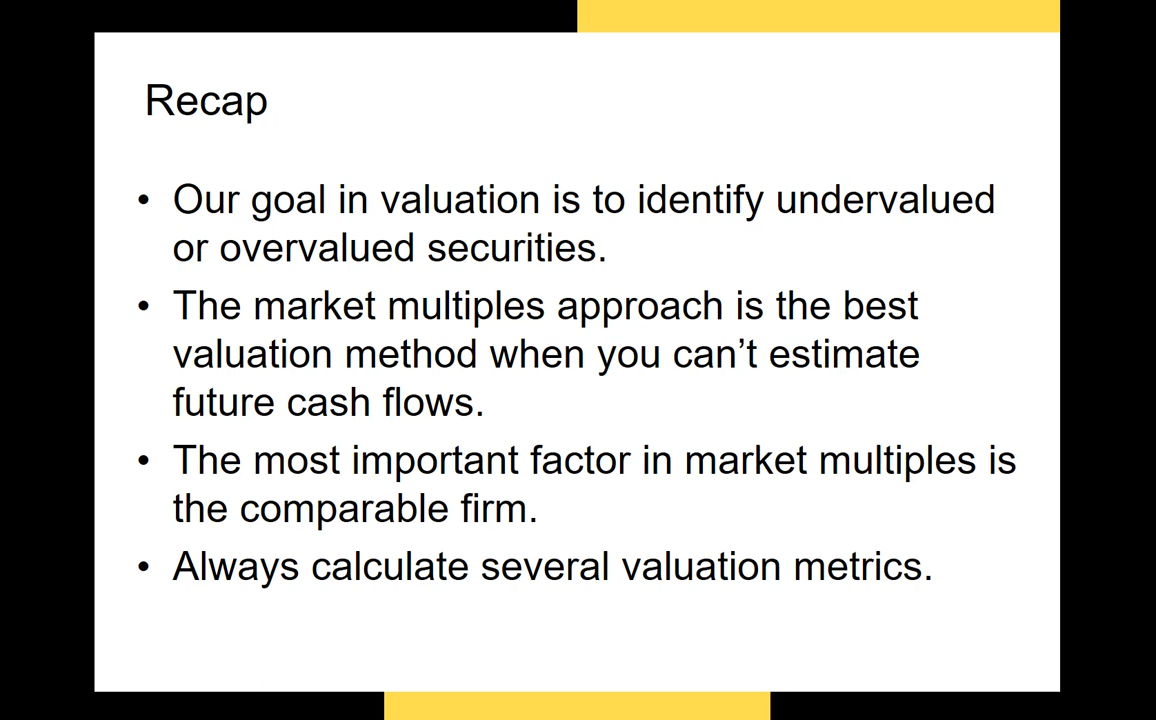 Recap
• Our goal in valuation is to identify undervalued
or overvalued securities.
• The market multiples approach is the best
valuation method when you can’t estimate
future cash flows.
• The most important factor in market multiples is
the comparable firm.
• Always calculate several valuation metrics.